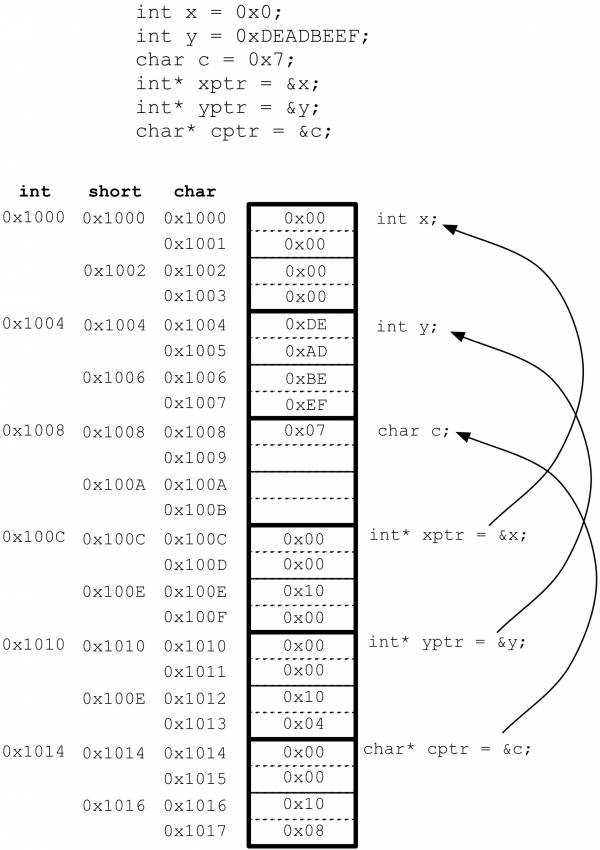 int x = 0x0;
int y = 0xDEADBEEF;
char c = 0x7;
int* xptr = &x;
int* yptr = &y;
char* cptr = &c;
int short char
0x1000 0x1000 0x1000 0x00 int x;
0x1001 0x00
0x1002 0x1002 0x00
0x1003 0x00
0x1004 0x1004 0x1004 0xDE int y;
0x1005 0xAD
0x1006 0x1006 0xBE
0x1007 0xEF
0x1008 0x1008 0x1008 0x07 char c;
0x1009
0x100A 0x100A
0x100B
0x100C 0x100C 0x100C 0x00 int* xptr = &x;
0x100D 0x00
0x100E 0x100E 0x10
0x100F 0x00
0x1010 0x1010 0x1010 0x00 int* yptr = &y;
0x1011 0x00
0x100E 0x1012 0x10
0x1013 0x04
0x1014 0x1014 0x1014 0x00 char* cptr = &c;
0x1015 0x00
0x1016 0x1016 0x10
0x1017 0x08